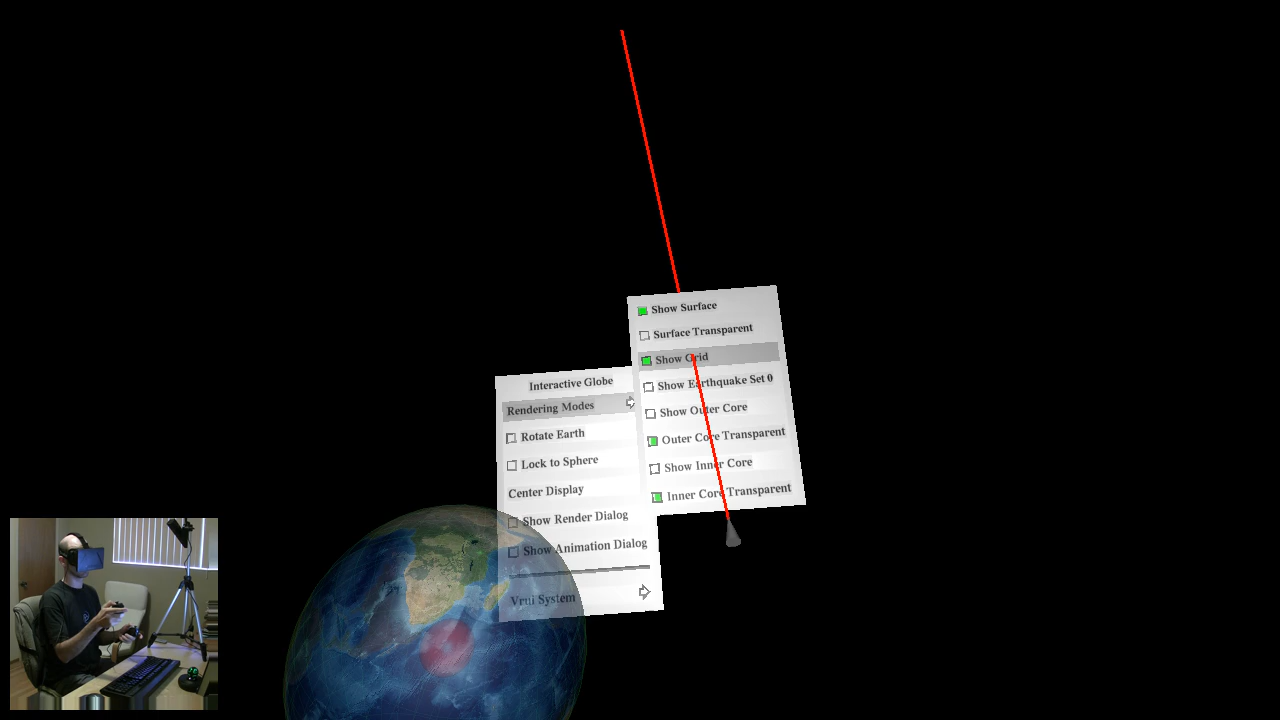 Interactive Globe
Rendering Modes
Rotate Earth
Lock to Sphere
Center Display
Show Render Dialog
Show Animation Dialog
Vrui System
Show Surface
Surface Transparent
Show Grid
Show Earthquake Set 0
Show Outer Core
Outer Core Transparent
Show Inner Core
Inner Core Transparent